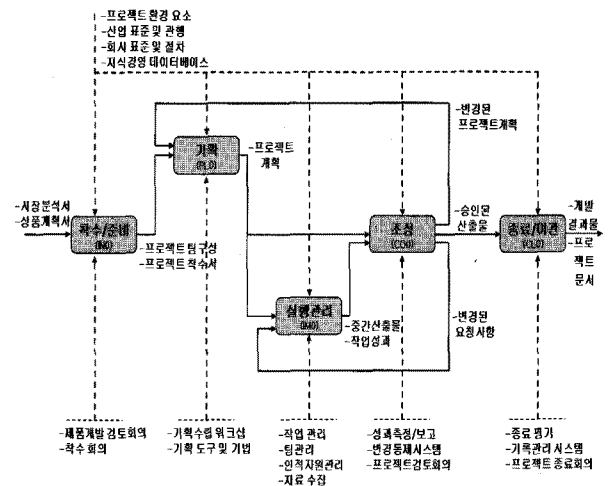 -프로젝트 환경 요소
-산업 표준 및 관행
-회사 표준 및 절차
-지식경영 데이터베이스
-변경된
프로젝트계획
기획
-프로젝트
계획
-시장분석서
-상품계획서
착수/준비
-프로젝트 팀구성
-프로젝트 착수서
조정
-승인된
산출물
종료/이관
-개발
결과물
-프로
젝트
문서
실행관리
-중간산출물
-작업성과
-변경된
요청사항
-제품개발 검토회의
-착수 회의
-기획수립 워크샵
-기획 도구 및 기법
-작업 관리
-팀관리
-인적자원관리
-자료 수집
-성과측정/보고
-변경통제시스템
-프로젝트검토회의
-종료 평가
-기록관리 시스템
-프로젝트 종료회의